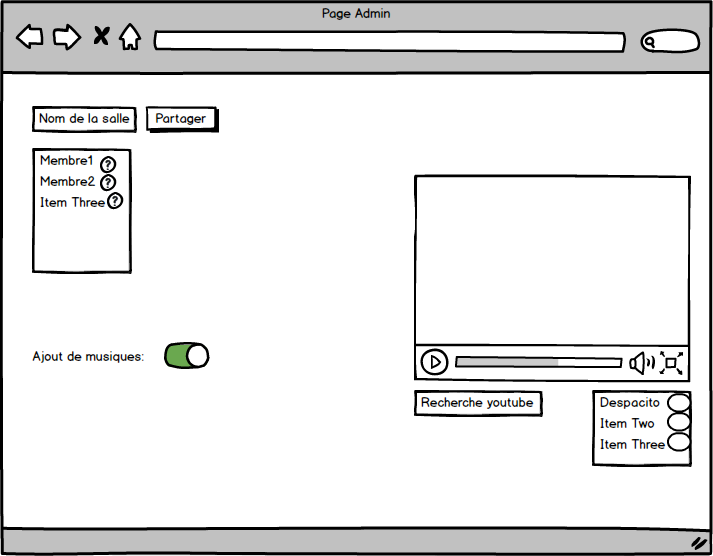 Page Admin
Nom de la salle
Partager
Membre1 ?
Membre2 ?
Item Three ?
Ajout de musiques:
Recherche youtube
Despacito
Item Two
Item Three